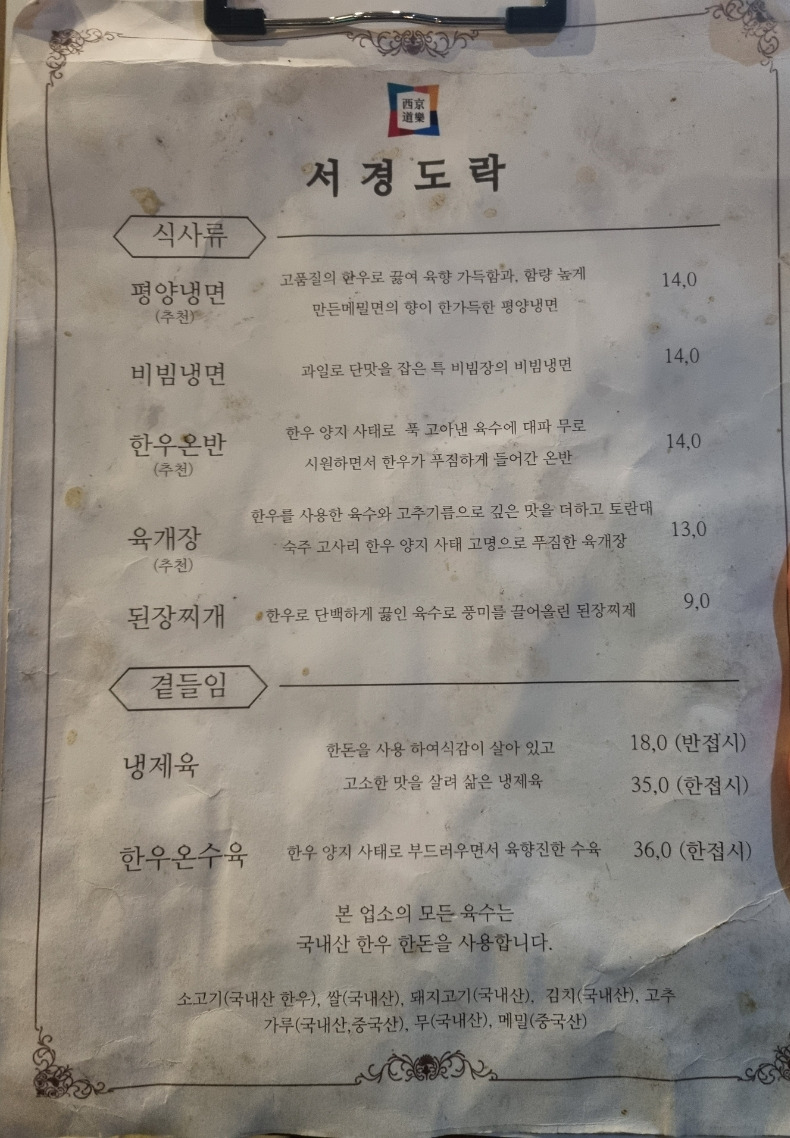 西京
道樂
서경도락
식사류
평양냉면
(추천)
고품질의 한우로 끓여 육향 가득함과, 함량 높게
만든메밀면의 향이 한가득한 평양냉면
14,0
비빔냉면
과일로 단맛을 잡은 특 비빔장의 비빔냉면
14,0
한우온반
(추천)
한우 양지 사태로 푹 고아낸 육수에 대파 무로
시원하면서 한우가 푸짐하게 들어간 온반
14,0
육개장
(추천)
한우를 사용한 육수와 고추기름으로 깊은 맛을 더하고 토란대
숙주 고사리 한우 양지 사태 고명으로 푸짐한 육개장
13,0
된장찌개
한우로 단백하게 끓인 육수로 풍미를 끌어올린 된장찌게
9,0
곁들임
냉제육
한돈을 사용 하여식감이 살아 있고
고소한 맛을 살려 삶은 냉제육
18,0 (반접시)
35,0 (한접시)
한우온수육
한우 양지 사태로 부드러우면서 육향진한 수육
36,0 (한접시)
본 업소의 모든 육수는
국내산 한우 한돈을 사용합니다.
소고기(국내산 한우), 쌀(국내산), 돼지고기(국내산), 김치(국내산), 고추
가루(국내산,중국산), 무(국내산), 메밀(중국산)